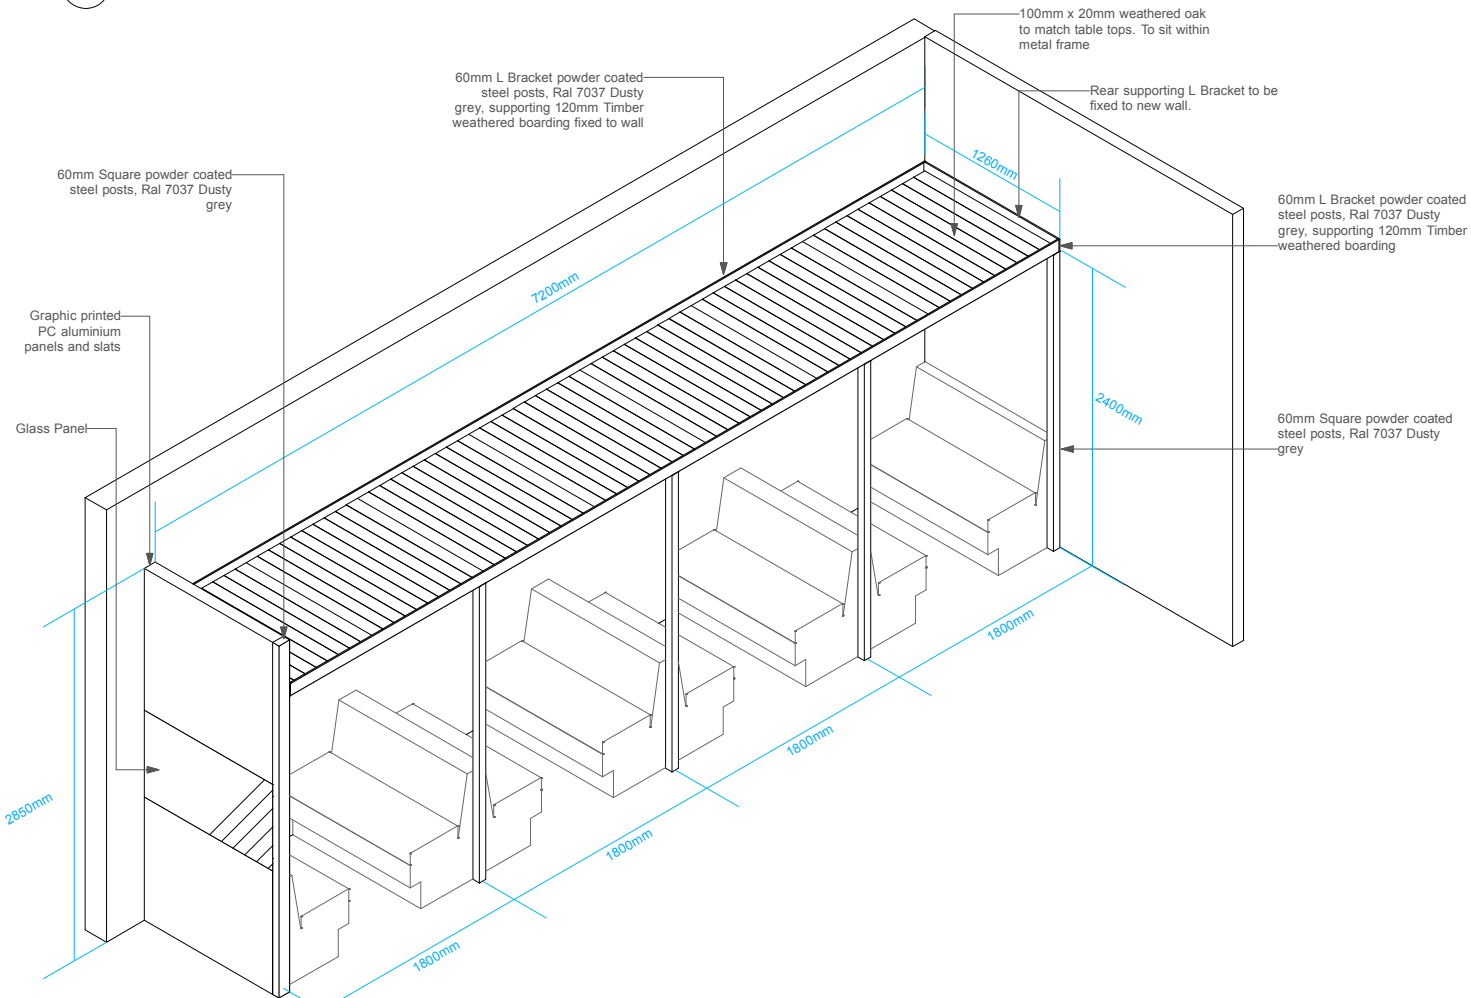 100mm x 20mm weathered oak
to match table tops. To sit within
metal frame
60mm L Bracket powder coated
steel posts, Ral 7037 Dusty
grey, supporting 120mm Timber
weathered boarding fixed to wall
Rear supporting L Bracket to be
fixed to new wall.
60mm Square powder coated
steel posts, Ral 7037 Dusty
grey
1260mm
60mm L Bracket powder coated
steel posts, Ral 7037 Dusty
grey, supporting 120mm Timber
weathered boarding
7200mm
Graphic printed
PC aluminium
panels and slats
2400mm
Glass Panel
60mm Square powder coated
steel posts, Ral 7037 Dusty
grey
1800mm
1800mm
2850mm
1800mm
1800mm